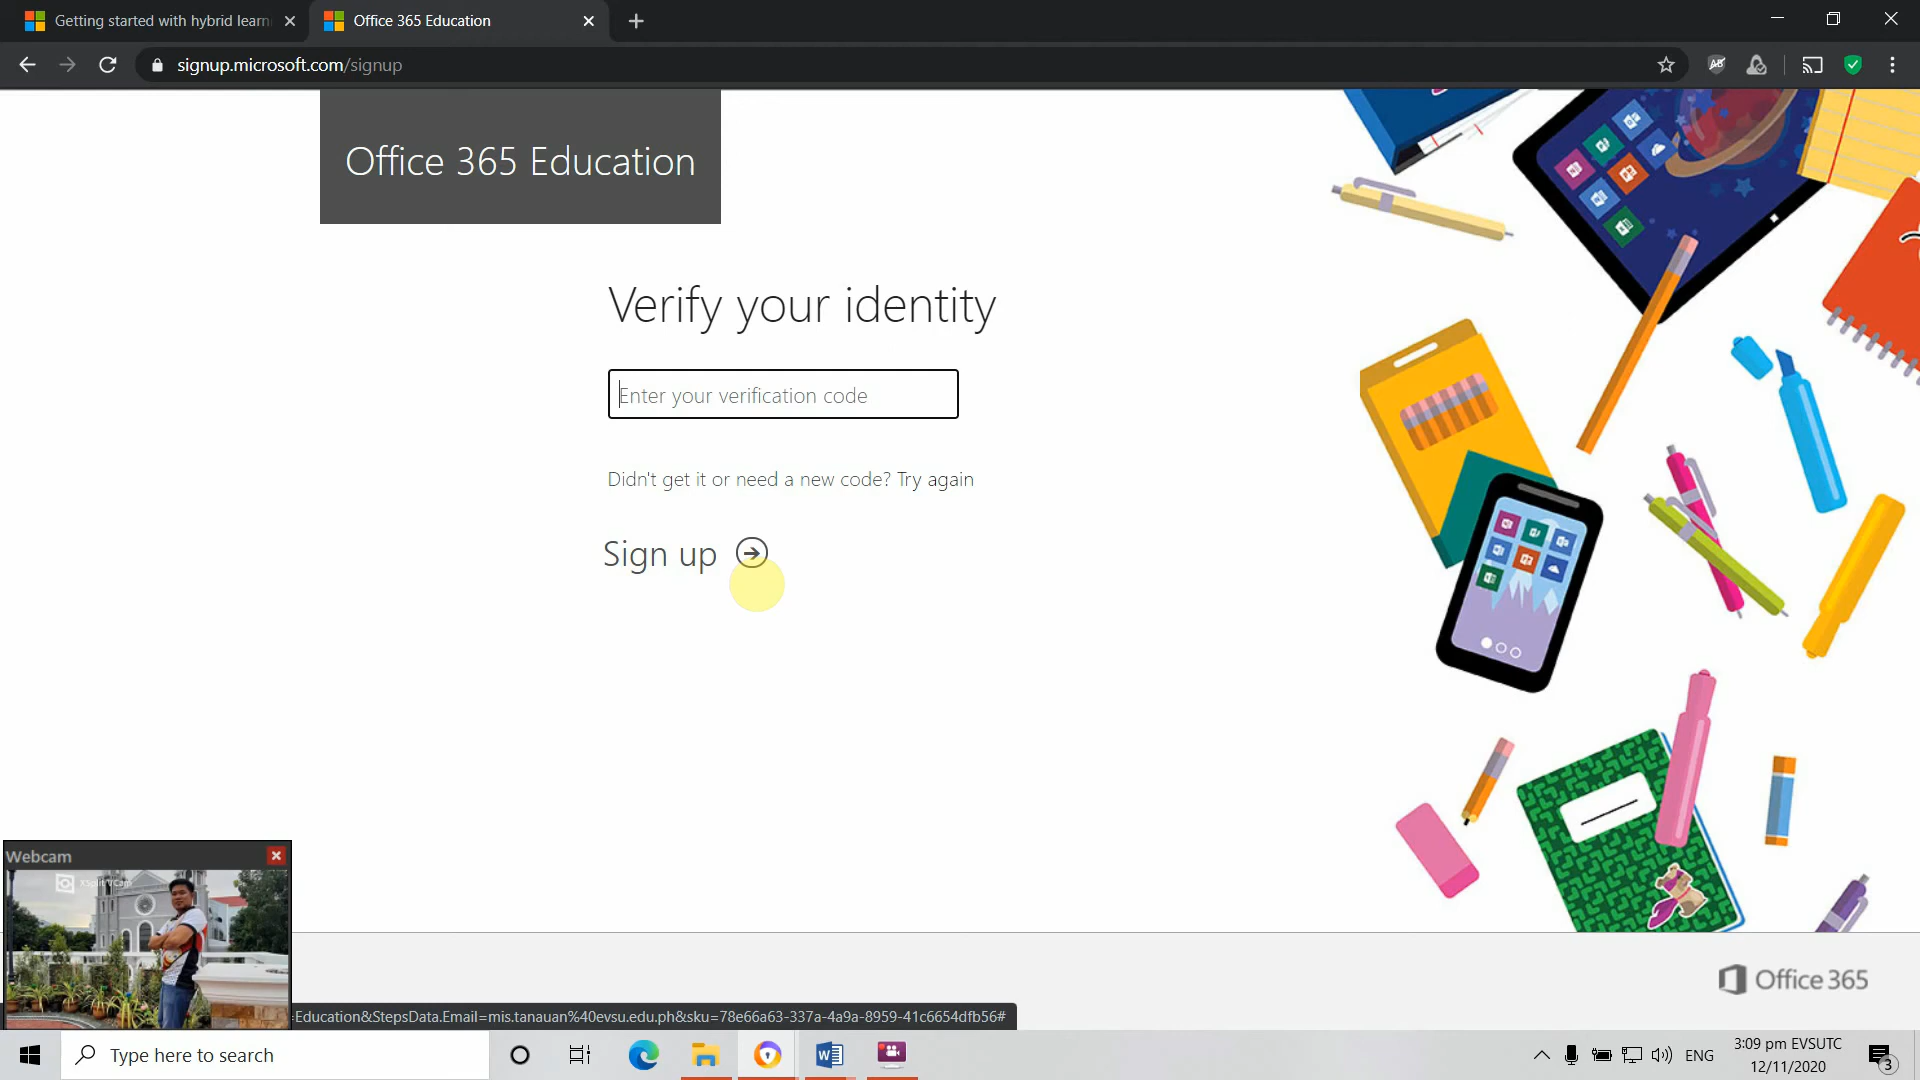 Getting started with hybrid learn
Office 365 Education
signup.microsoft.com/signup
Office 365 Education
Verify your identity
Enter your verification code
Didn't get it or need a new code? Try again
Sign up
Webcam
XSplit VCam
Office 365
=Education&StepsData.Email=mis.tanauan%40evsu.edu.ph&sku=78e66a63-337a-4a9a-8959-41c6654dfb56#
Type here to search
ENG
3:09 pm EVSUTC
12/11/2020
3